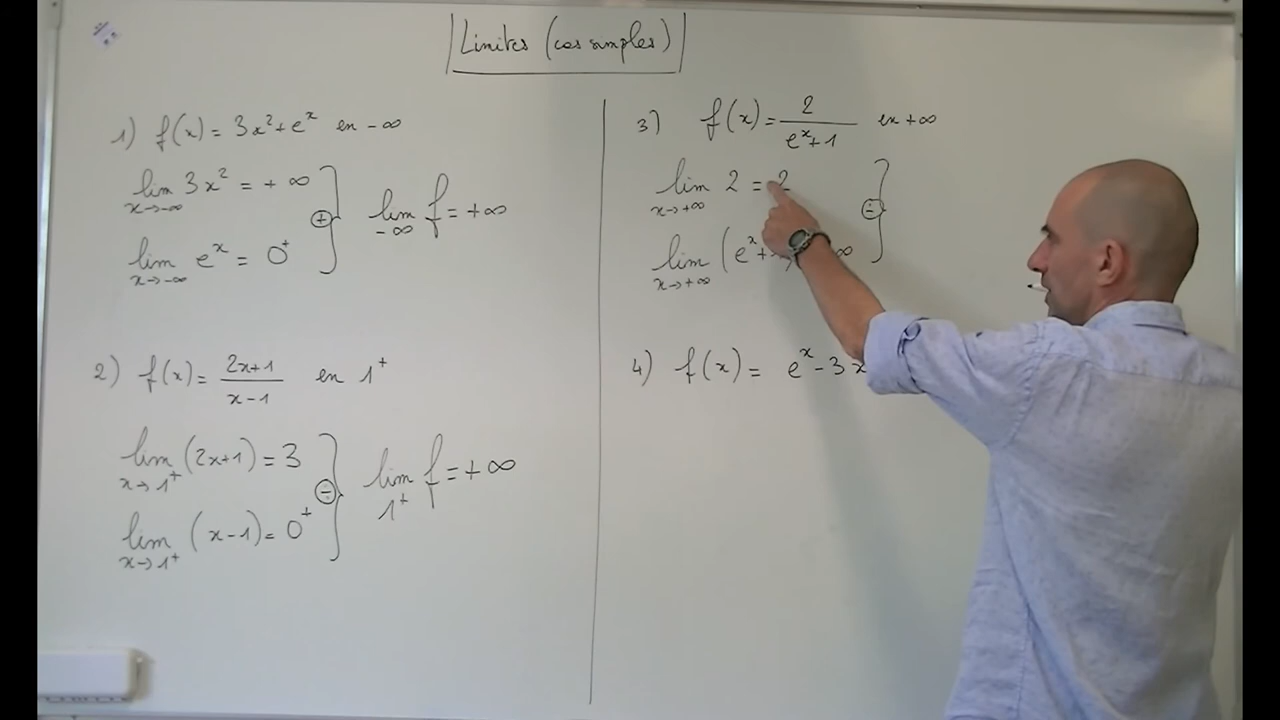 Limites (cas simples)
1) f(x) = 3x² + eˣ en -∞
lim 3x² = +∞
x→-∞
lim eˣ = 0⁺
x→-∞
⊕ lim f = +∞
-∞
2) f(x) = (2x+1)/(x-1) en 1⁺
lim (2x+1) = 3
x→1⁺
lim (x-1) = 0⁺
x→1⁺
÷ lim f = +∞
1⁺
3) f(x) = 2/(eˣ+1) en +∞
lim 2 = 2
x→+∞
lim (eˣ+ ) ∞
x→+∞
÷
4) f(x) = eˣ - 3x